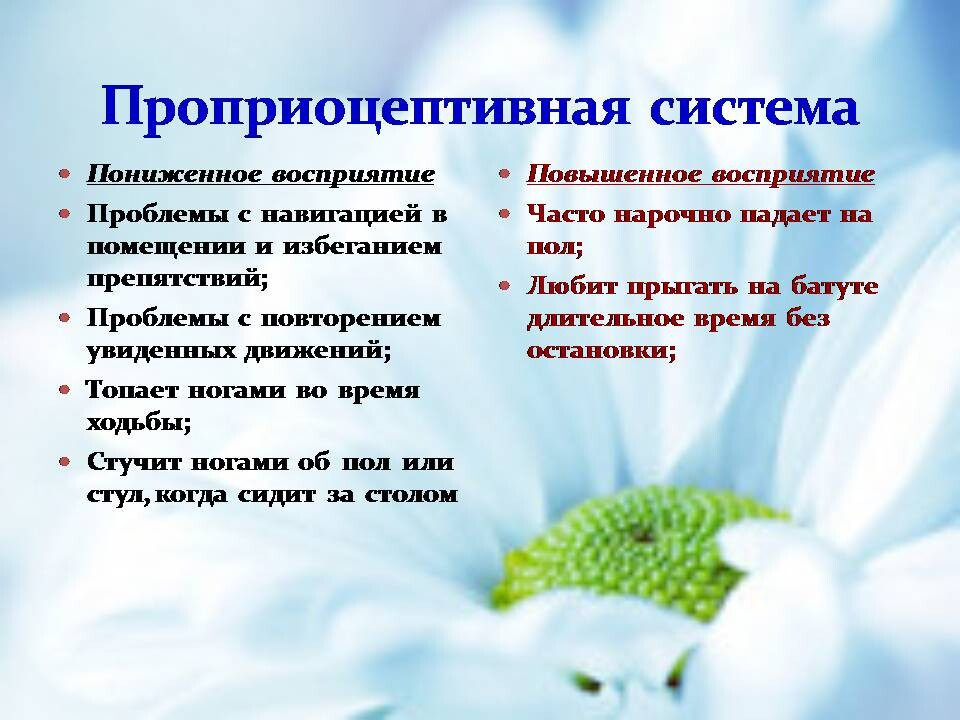 Проприоцептивная система
Пониженное восприятие
Проблемы с навигацией в
помещении и избеганием
препятствий;
Проблемы с повторением
увиденных движений;
Топает ногами во время
ходьбы;
Стучит ногами об пол или
стул, когда сидит за столом
Повышенное восприятие
Часто нарочно падает на
пол;
Любит прыгать на батуте
длительное время без
остановки;